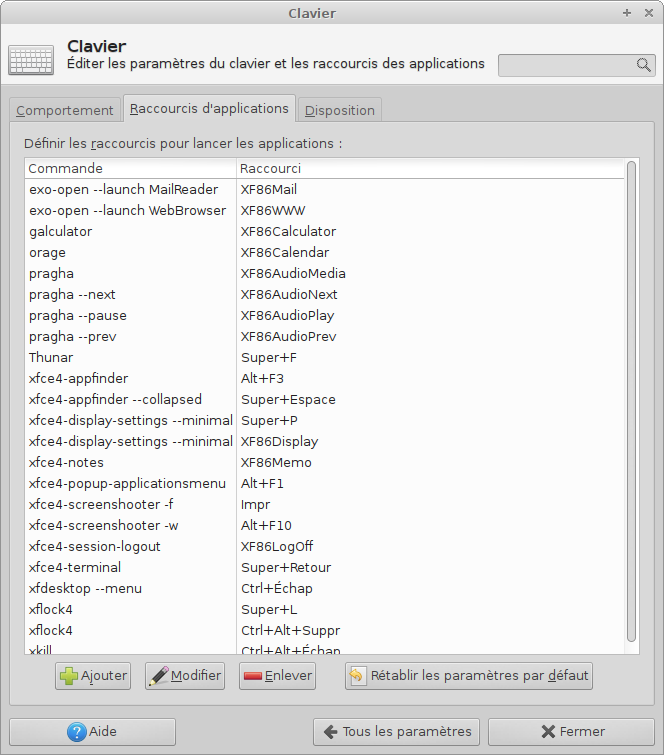 Clavier
Clavier
Éditer les paramètres du clavier et les raccourcis des applications
Comportement Raccourcis d'applications Disposition
Définir les raccourcis pour lancer les applications :
Commande Raccourci
exo-open --launch MailReader XF86Mail
exo-open --launch WebBrowser XF86WWW
galculator XF86Calculator
orage XF86Calendar
pragha XF86AudioMedia
pragha --next XF86AudioNext
pragha --pause XF86AudioPlay
pragha --prev XF86AudioPrev
Thunar Super+F
xfce4-appfinder Alt+F3
xfce4-appfinder --collapsed Super+Espace
xfce4-display-settings --minimal Super+P
xfce4-display-settings --minimal XF86Display
xfce4-notes XF86Memo
xfce4-popup-applicationsmenu Alt+F1
xfce4-screenshooter -f Impr
xfce4-screenshooter -w Alt+F10
xfce4-session-logout XF86LogOff
xfce4-terminal Super+Retour
xfdesktop --menu Ctrl+Échap
xflock4 Super+L
xflock4 Ctrl+Alt+Suppr
xkill Ctrl+Alt+Échap
Ajouter Modifier Enlever Rétablir les paramètres par défaut
Aide Tous les paramètres Fermer